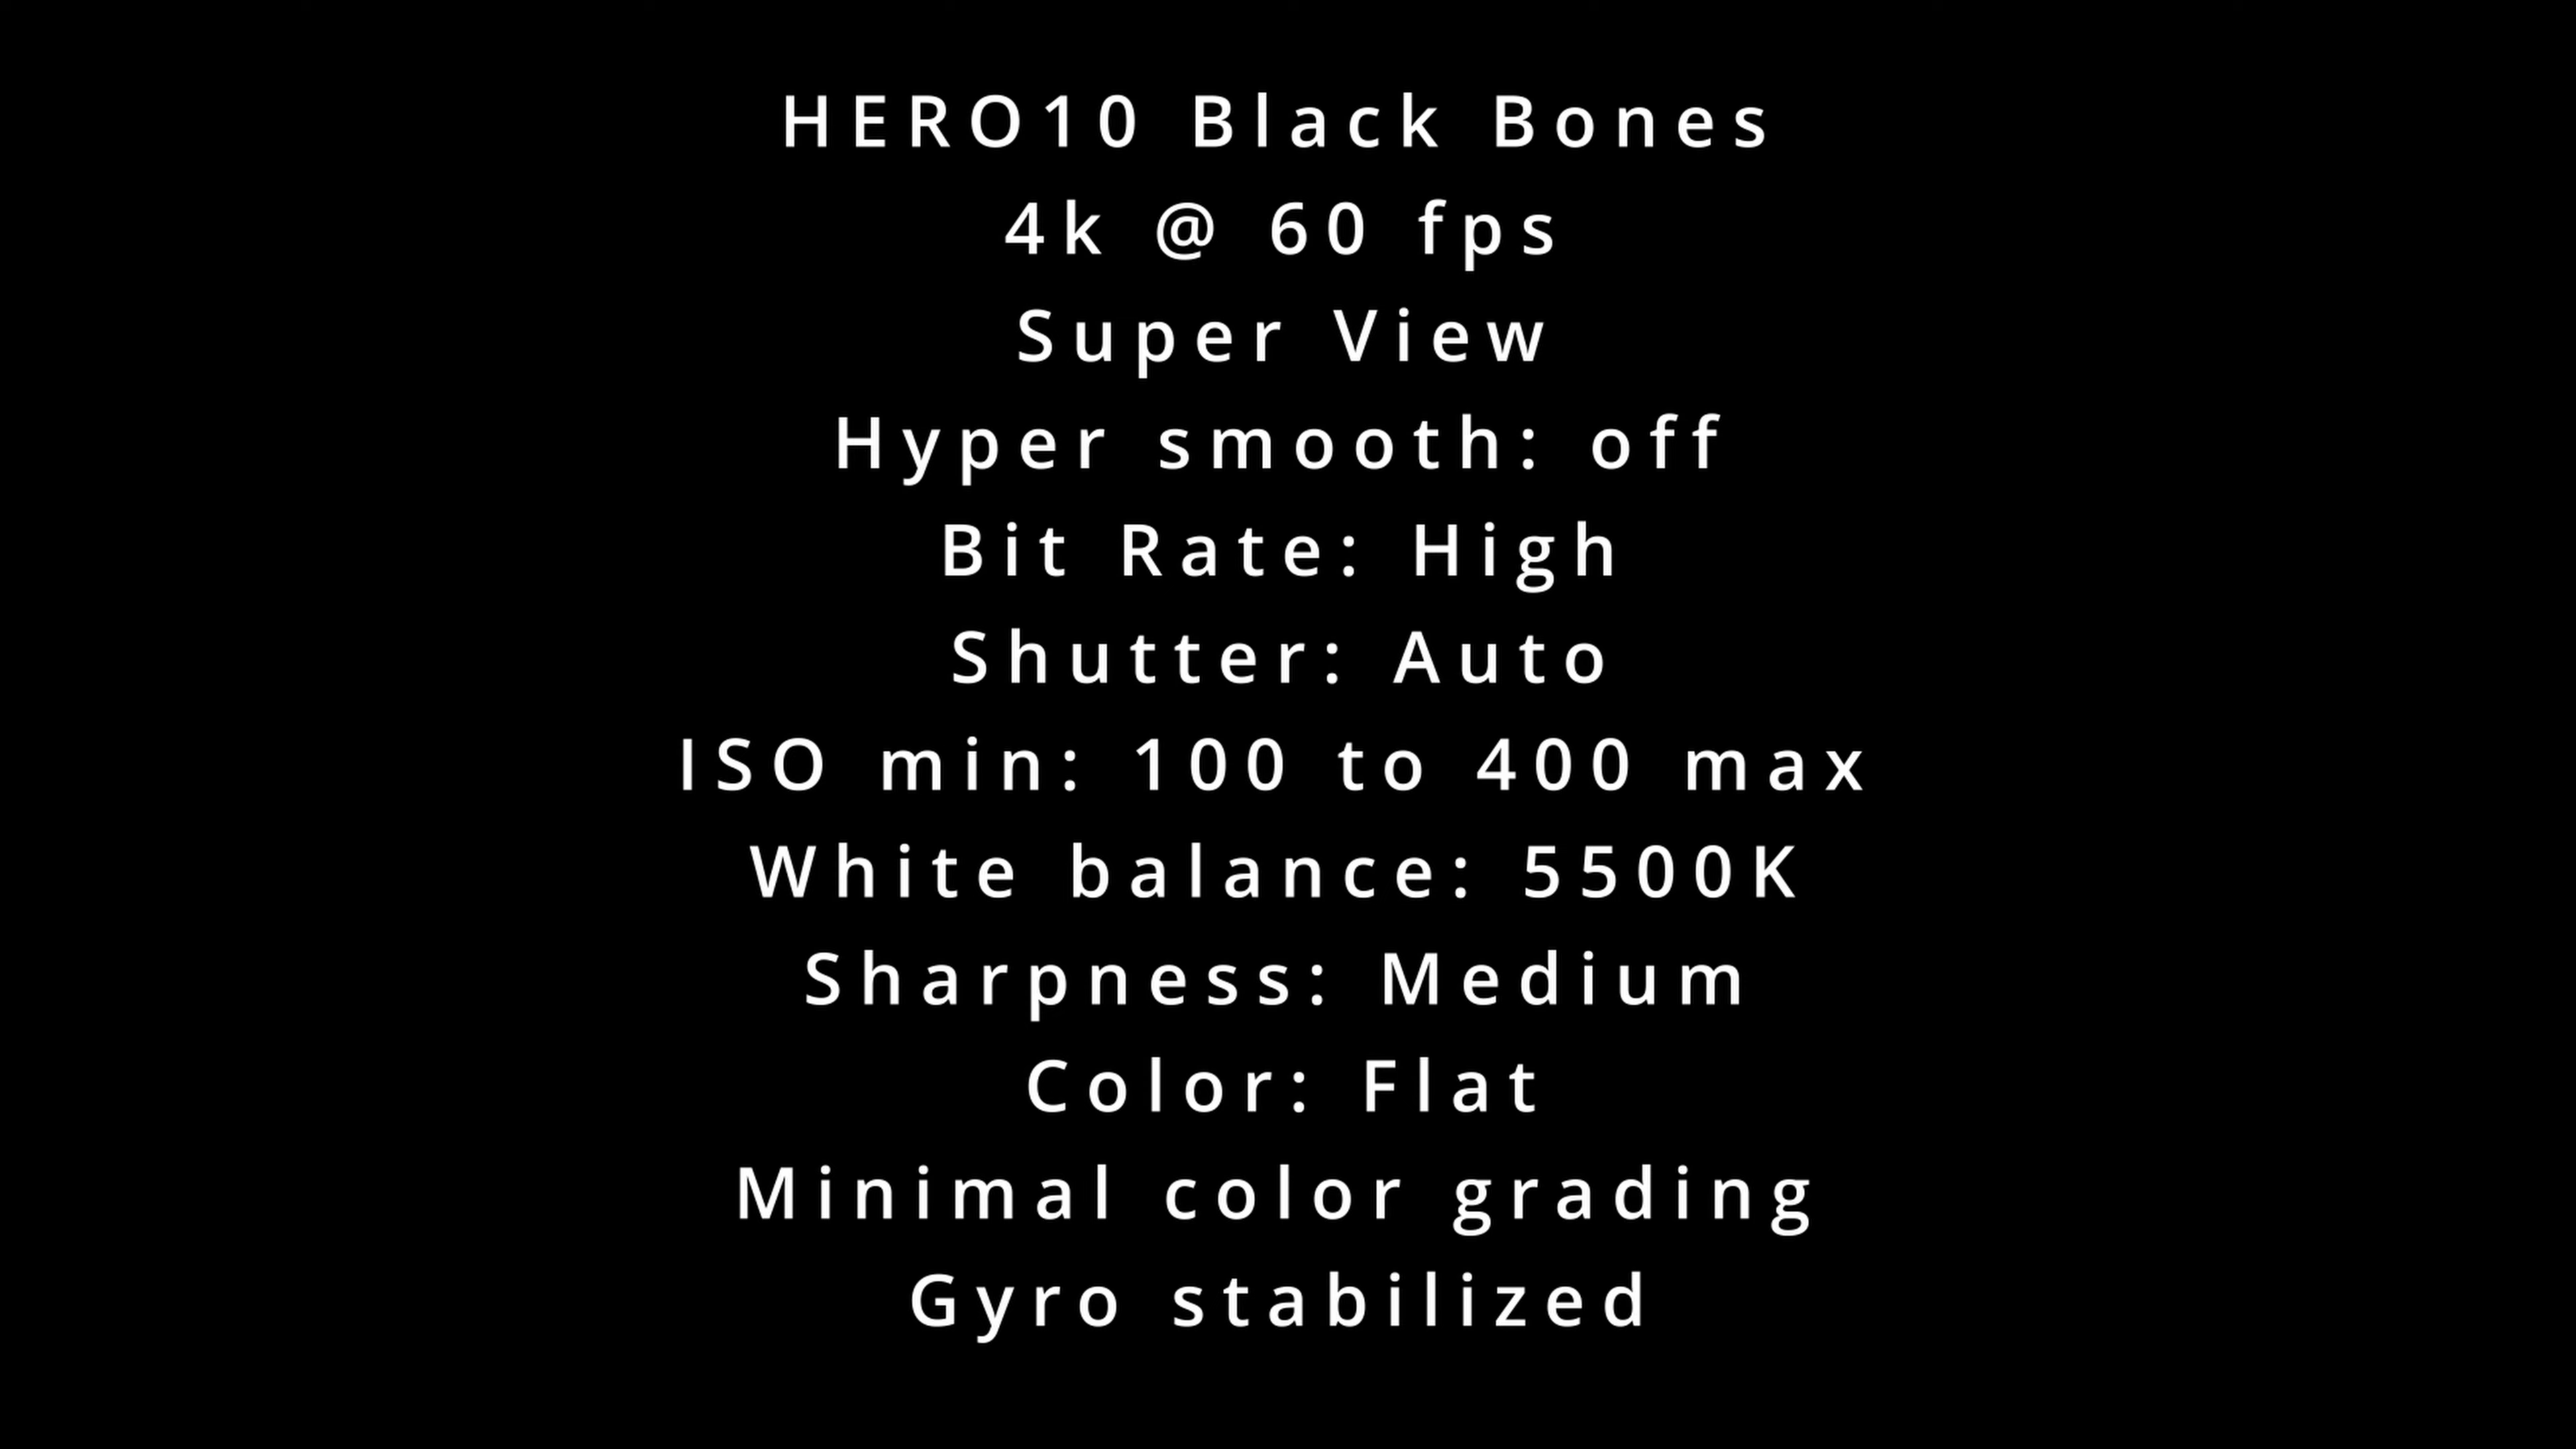 HERO10 Black Bones
4k @ 60 fps
Super View
Hyper smooth: off
Bit Rate: High
Shutter: Auto
ISO min: 100 to 400 max
White balance: 5500K
Sharpness: Medium
Color: Flat
Minimal color grading
Gyro stabilized